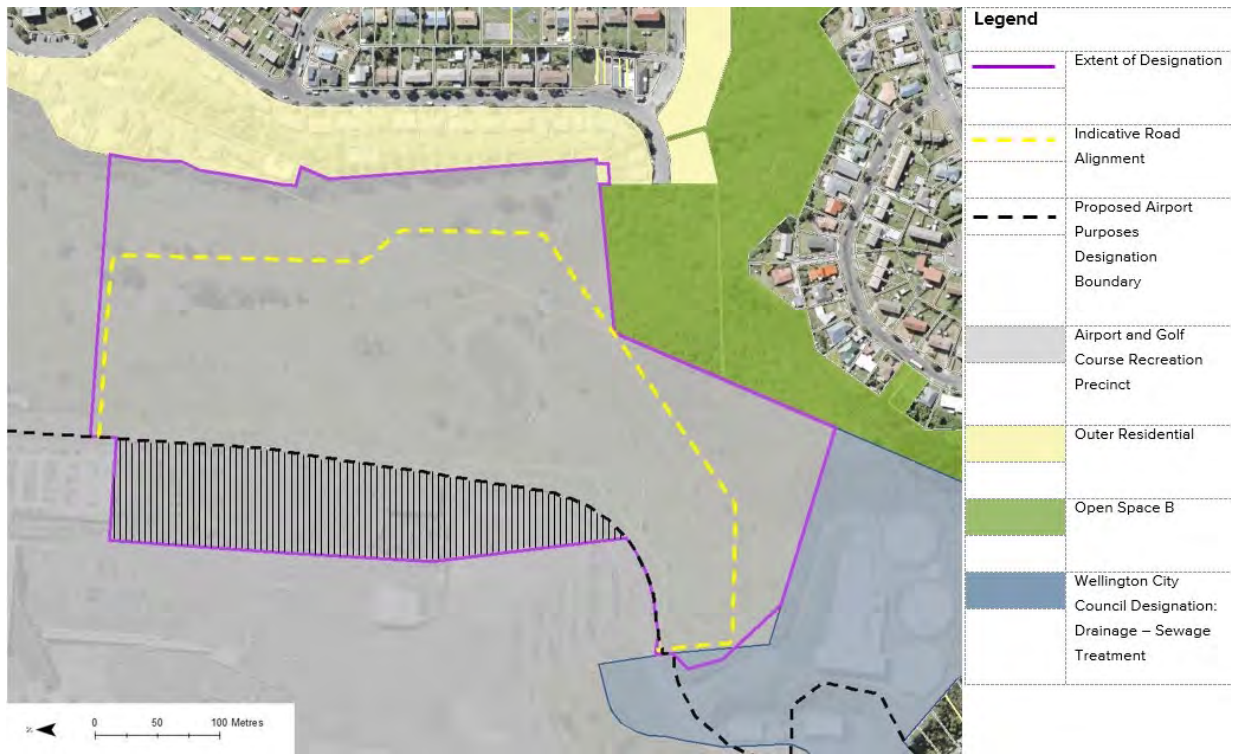 Legend
Extent of Designation
Indicative Road
Alignment
Proposed Airport
Purposes
Designation
Boundary
Airport and Golf
Course Recreation
Precinct
Outer Residential
Open Space B
Wellington City
Council Designation:
Drainage – Sewage
Treatment
0 50 100 Metres